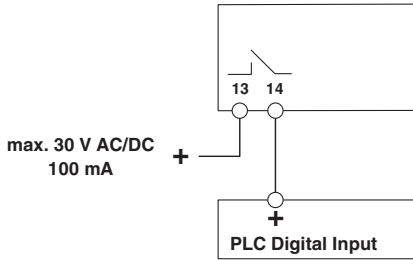 13 14
max. 30 V AC/DC
100 mA
+
+
PLC Digital Input